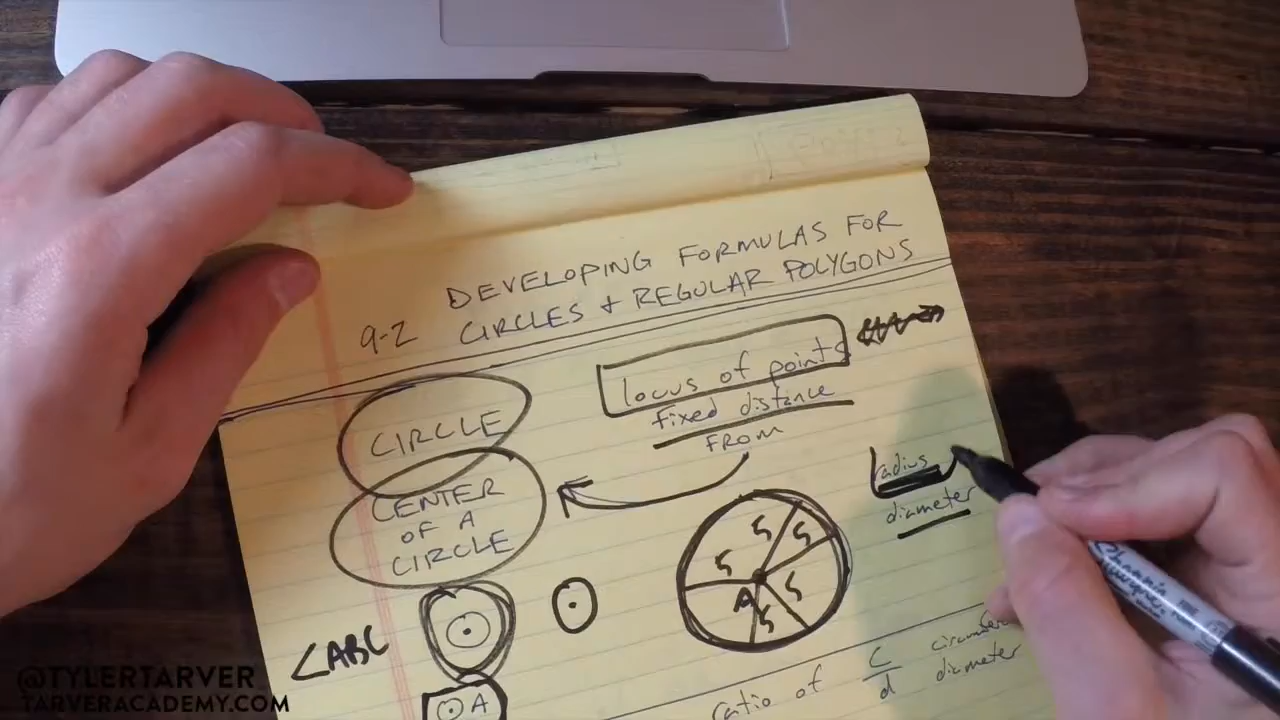 DEVELOPING FORMULAS FOR
9-2 CIRCLES + REGULAR POLYGONS
locus of points
fixed distance
FROM
CIRCLE
CENTER
OF A
CIRCLE
radius
diameter
5 5 5 5 5
A
<ABC
A
ratio of c/d
diameter
@TYLERTARVER
TARVERACADEMY.COM